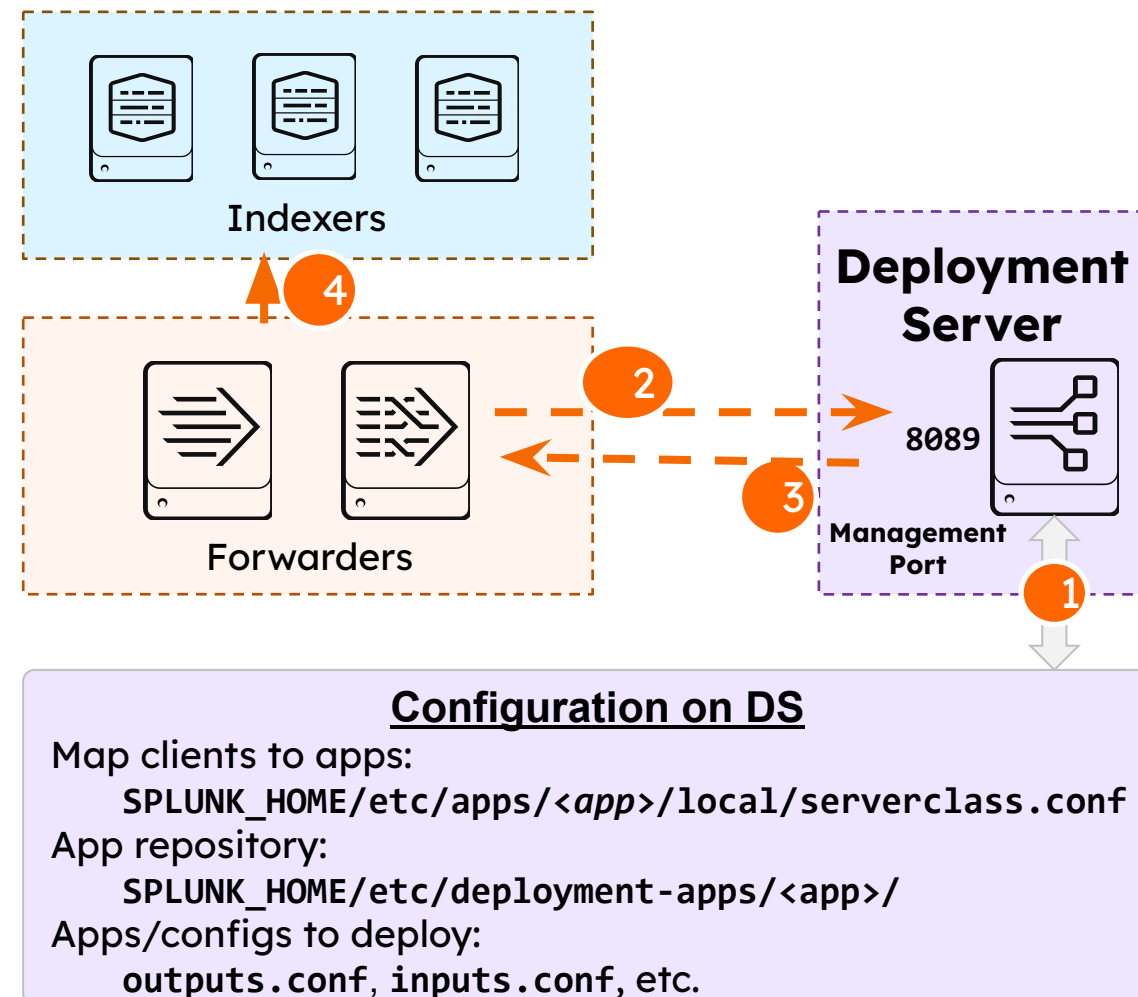 Indexers
4
Deployment
Server
2
8089
3
Management
Port
Forwarders
1
Configuration on DS
Map clients to apps:
SPLUNK_HOME/etc/apps/<app>/local/serverclass.conf
App repository:
SPLUNK_HOME/etc/deployment-apps/<app>/
Apps/configs to deploy:
outputs.conf, inputs.conf, etc.